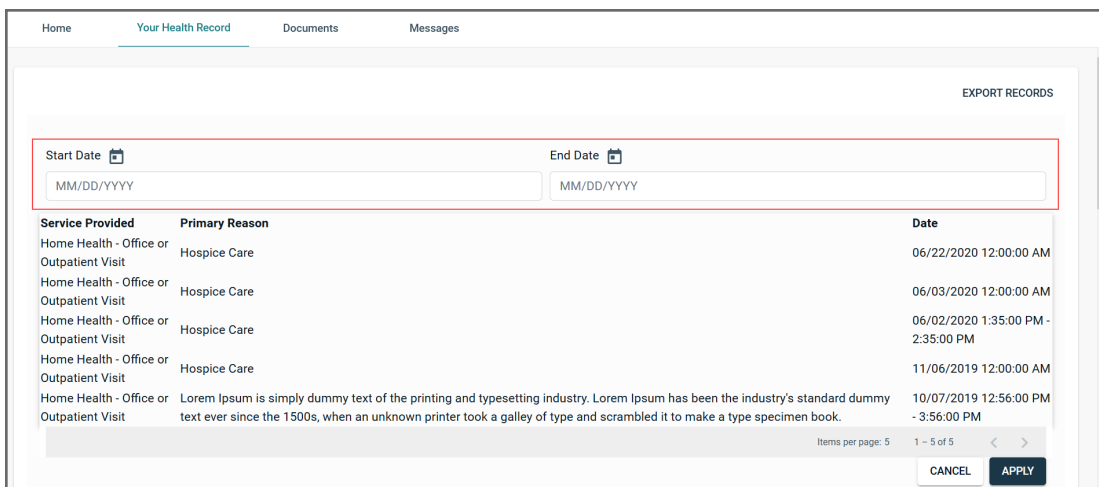 Home Your Health Record Documents Messages
EXPORT RECORDS
Start Date End Date
MM/DD/YYYY MM/DD/YYYY
Service Provided Primary Reason Date
Home Health - Office or
Outpatient Visit
Hospice Care
06/22/2020 12:00:00 AM
Home Health - Office or
Outpatient Visit
Hospice Care
06/03/2020 12:00:00 AM
Home Health - Office or
Outpatient Visit
Hospice Care
06/02/2020 1:35:00 PM -
2:35:00 PM
Home Health - Office or
Outpatient Visit
Hospice Care
11/06/2019 12:00:00 AM
Home Health - Office or
Outpatient Visit
Lorem Ipsum is simply dummy text of the printing and typesetting industry. Lorem Ipsum has been the industry's standard dummy
text ever since the 1500s, when an unknown printer took a galley of type and scrambled it to make a type specimen book.
10/07/2019 12:56:00 PM
- 3:56:00 PM
Items per page: 5 1 – 5 of 5
CANCEL APPLY